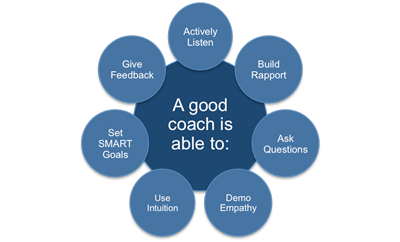 A good
coach is
able to:
Actively
Listen
Build
Rapport
Ask
Questions
Demo
Empathy
Use
Intuition
Set
SMART
Goals
Give
Feedback